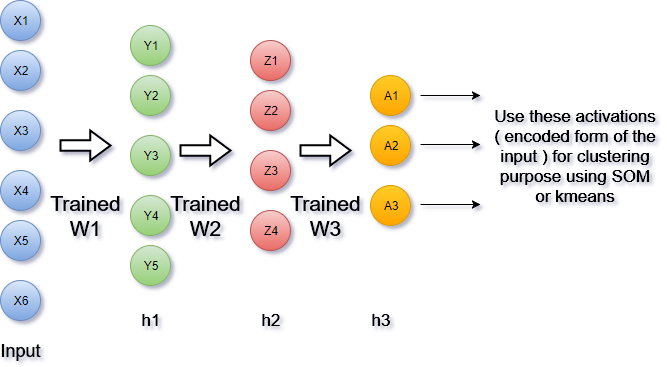 X1
X2
X3
X4
X5
X6
Input
Trained
W1
Y1
Y2
Y3
Y4
Y5
h1
Trained
W2
Z1
Z2
Z3
Z4
h2
Trained
W3
A1
A2
A3
h3
Use these activations
( encoded form of the
input ) for clustering
purpose using SOM
or kmeans